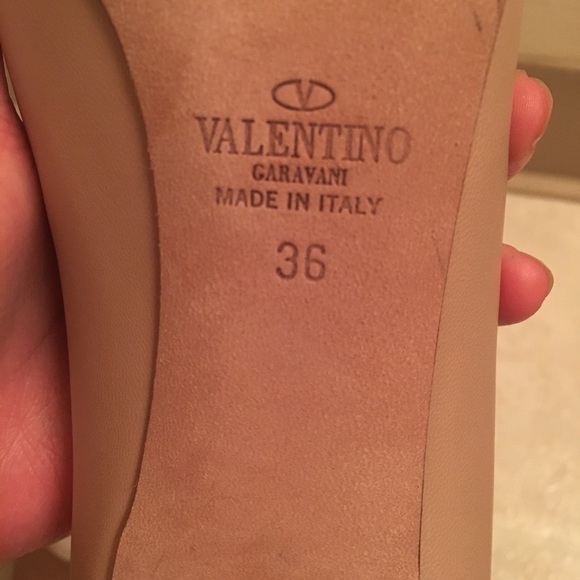 V
VALENTINO
GARAVANI
MADE IN ITALY
36